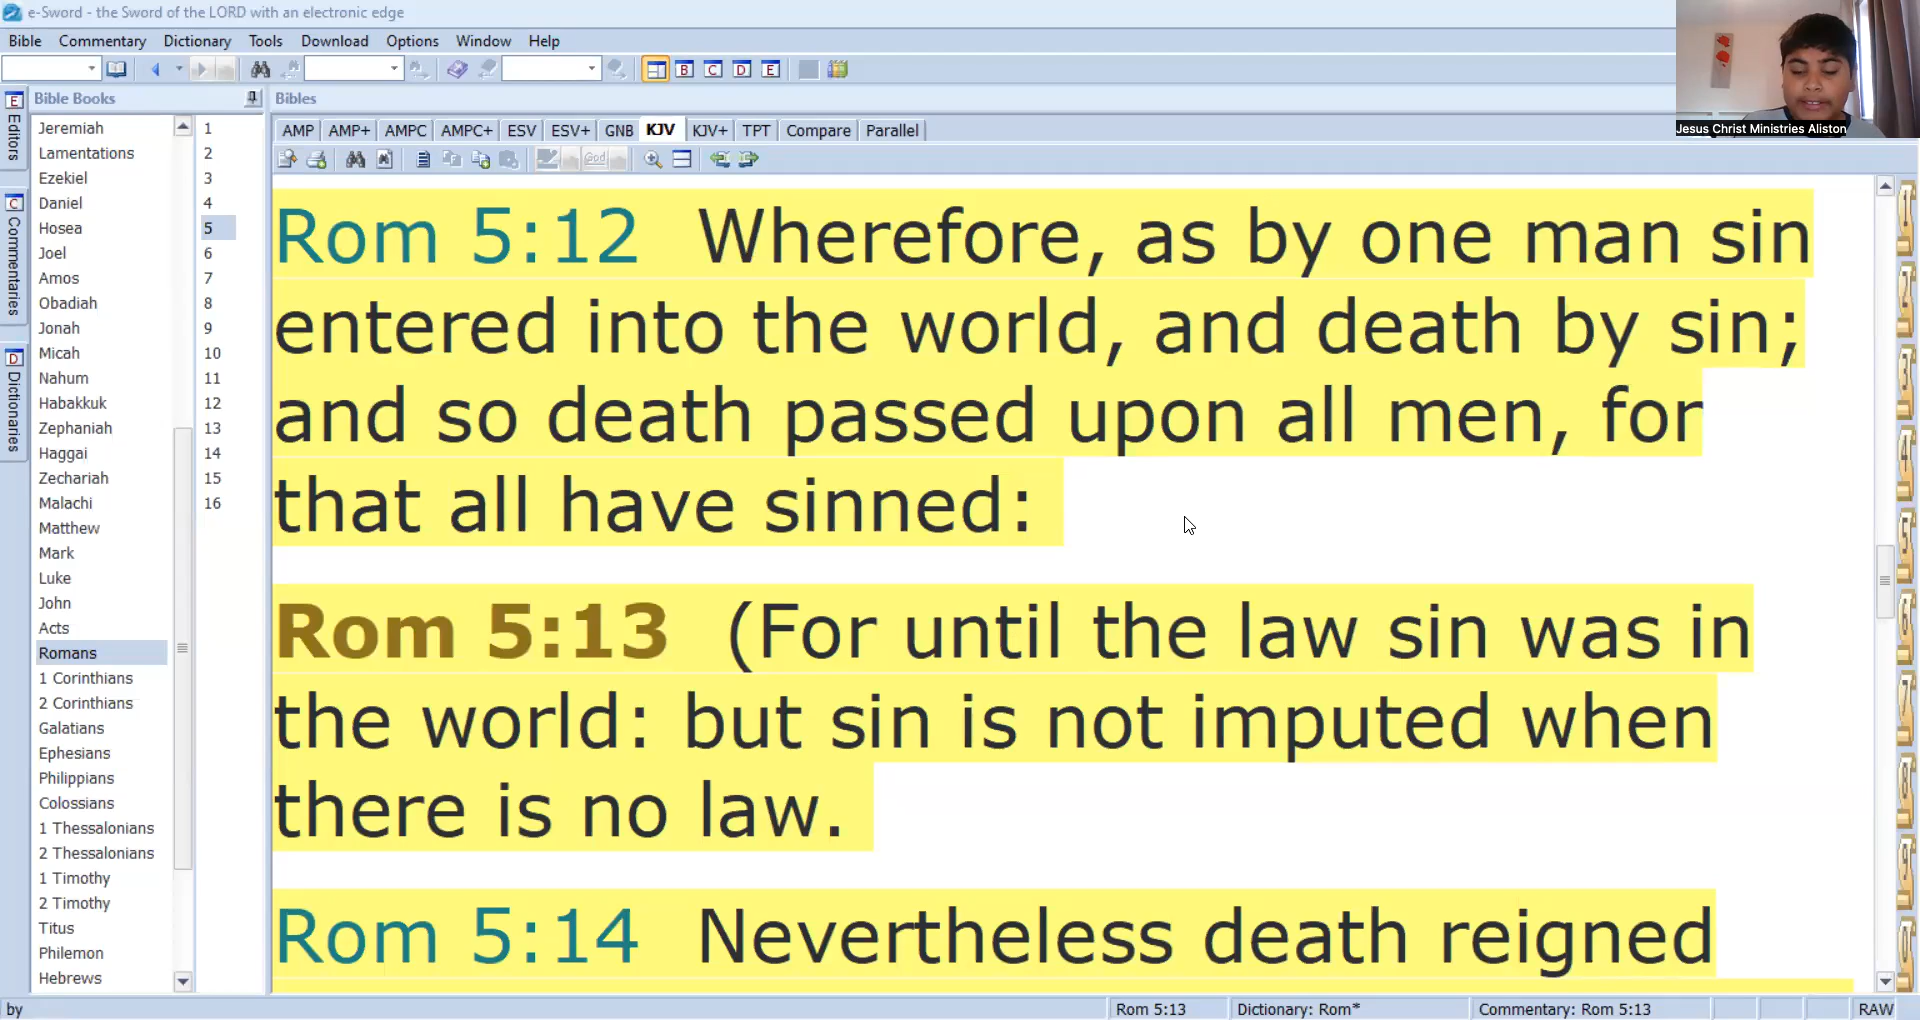 e-Sword - the Sword of the LORD with an electronic edge
Bible Commentary Dictionary Tools Download Options Window Help
B C D E
Jesus Christ Ministries Aliston
E Editors
C Commentaries
D Dictionaries
Bible Books
Jeremiah
Lamentations
Ezekiel
Daniel
Hosea
Joel
Amos
Obadiah
Jonah
Micah
Nahum
Habakkuk
Zephaniah
Haggai
Zechariah
Malachi
Matthew
Mark
Luke
John
Acts
Romans
1 Corinthians
2 Corinthians
Galatians
Ephesians
Philippians
Colossians
1 Thessalonians
2 Thessalonians
1 Timothy
2 Timothy
Titus
Philemon
Hebrews
1
2
3
4
5
6
7
8
9
10
11
12
13
14
15
16
Bibles
AMP AMP+ AMPC AMPC+ ESV ESV+ GNB KJV KJV+ TPT Compare Parallel
God
Rom 5:12 Wherefore, as by one man sin
entered into the world, and death by sin;
and so death passed upon all men, for
that all have sinned:
Rom 5:13 (For until the law sin was in
the world: but sin is not imputed when
there is no law.
Rom 5:14 Nevertheless death reigned
by Rom 5:13 Dictionary: Rom* Commentary: Rom 5:13 RAW